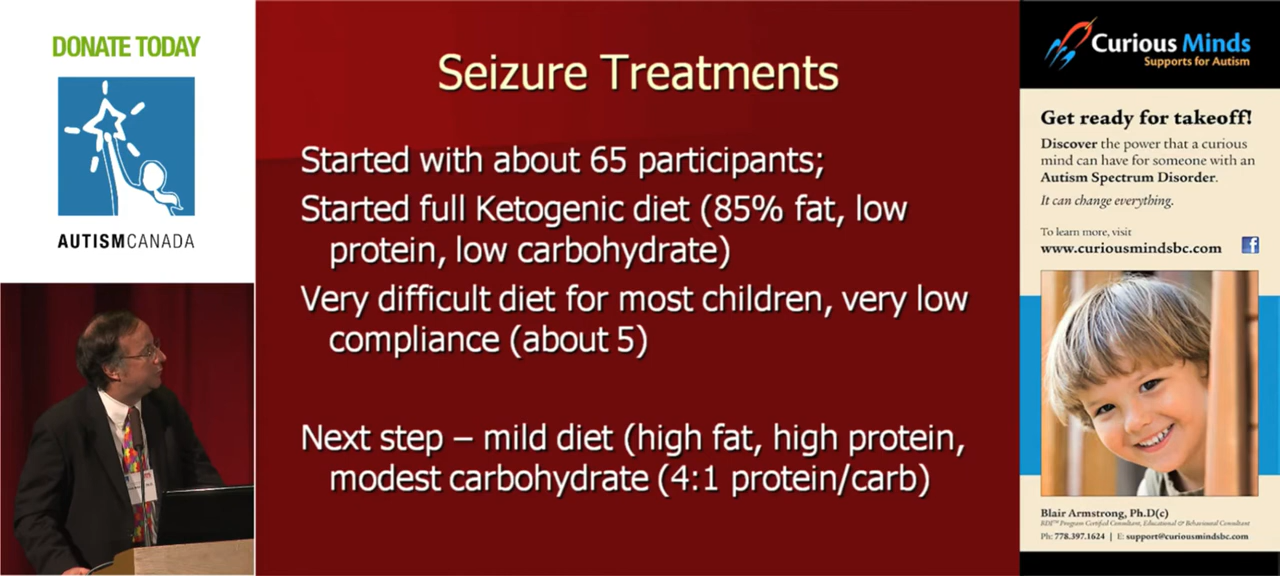 DONATE TODAY
AUTISMCANADA
Seizure Treatments
Started with about 65 participants;
Started full Ketogenic diet (85% fat, low
protein, low carbohydrate)
Very difficult diet for most children, very low
compliance (about 5)
Next step – mild diet (high fat, high protein,
modest carbohydrate (4:1 protein/carb)
Curious Minds
Supports for Autism
Get ready for takeoff!
Discover the power that a curious
mind can have for someone with an
Autism Spectrum Disorder.
It can change everything.
To learn more, visit
www.curiousmindsbc.com
f
Blair Armstrong, Ph.D(c)
Program Certified Consultant, Educational & Behavioural Consultant
Ph: 778.397.1624 | E: support@curiousmindsbc.com